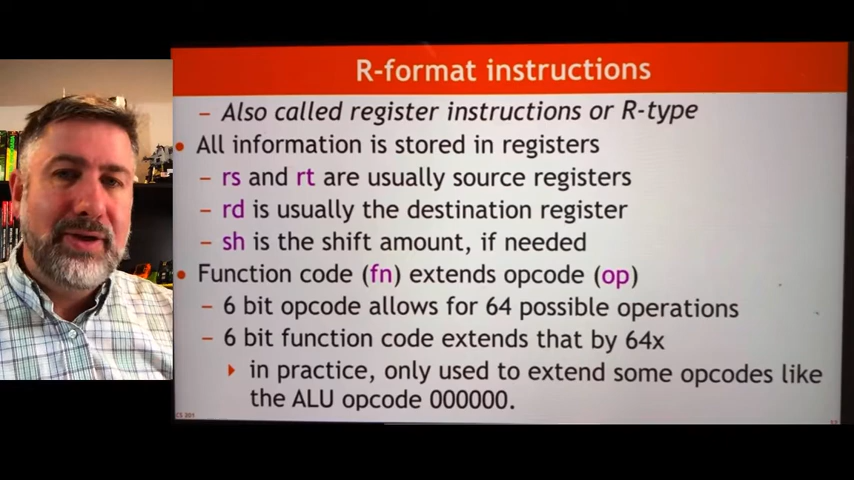 R-format instructions
– Also called register instructions or R-type
• All information is stored in registers
– rs and rt are usually source registers
– rd is usually the destination register
– sh is the shift amount, if needed
• Function code (fn) extends opcode (op)
– 6 bit opcode allows for 64 possible operations
– 6 bit function code extends that by 64x
in practice, only used to extend some opcodes like
the ALU opcode 000000.
CS 301